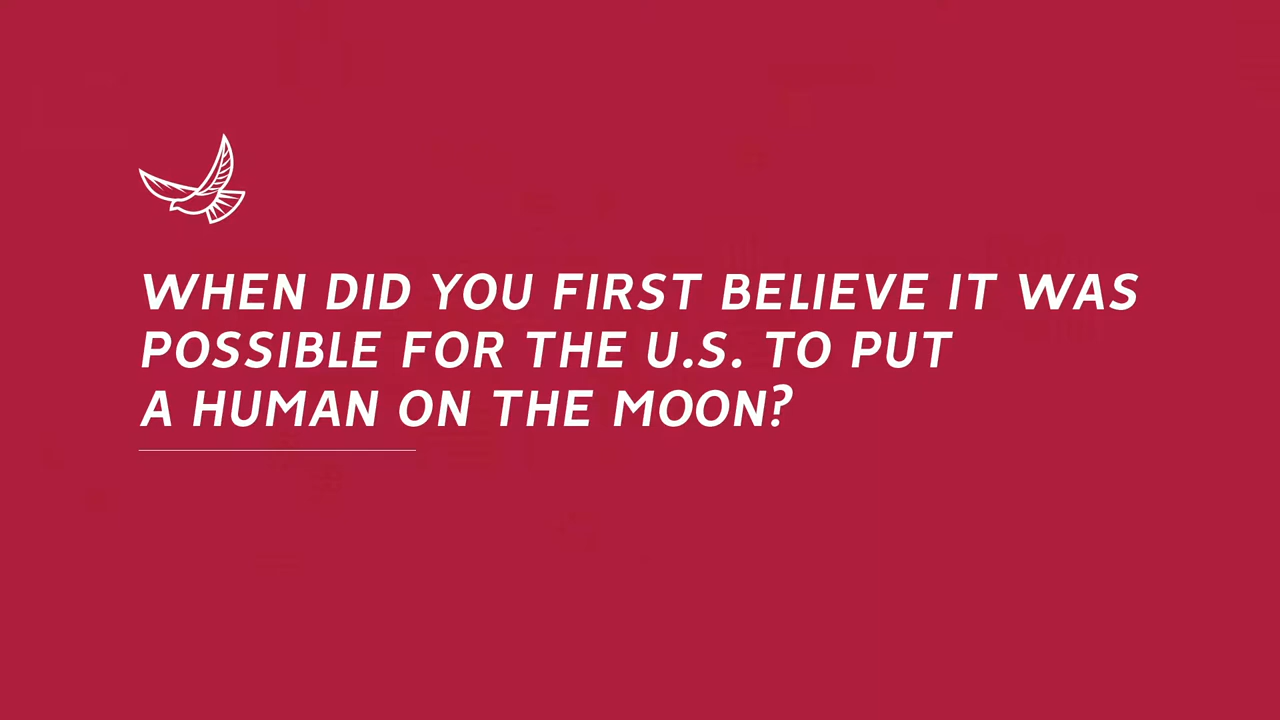 WHEN DID YOU FIRST BELIEVE IT WAS
POSSIBLE FOR THE U.S. TO PUT
A HUMAN ON THE MOON?